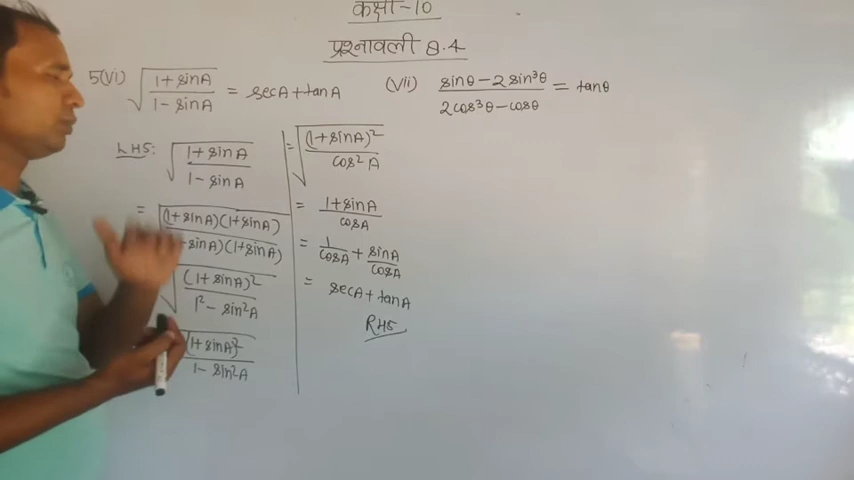 कक्षा-10
प्रश्नावली 8.4
5(vi) √((1+sinA)/(1-sinA)) = secA+tanA
(vii) (sinθ-2sin³θ)/(2cos³θ-cosθ) = tanθ
LHS: √((1+sinA)/(1-sinA))
= √((1+sinA)(1+sinA)/(-sinA)(1+sinA))
√((1+sinA)²/(1²-sin²A))
√((1+sinA)²/(1-sin²A))
= √((1+sinA)²/cos²A)
= (1+sinA)/cosA
= 1/cosA + sinA/cosA
= secA+tanA
RHS